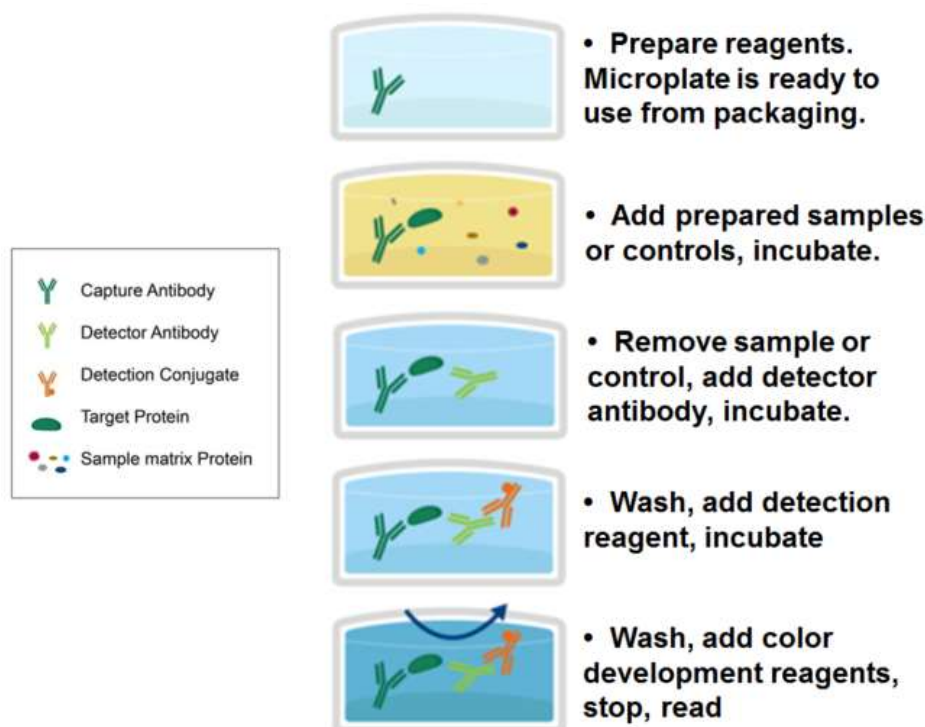 • Prepare reagents.
Microplate is ready to
use from packaging.
• Add prepared samples
or controls, incubate.
Capture Antibody
Detector Antibody
Detection Conjugate
Target Protein
Sample matrix Protein
• Remove sample or
control, add detector
antibody, incubate.
• Wash, add detection
reagent, incubate
• Wash, add color
development reagents,
stop, read